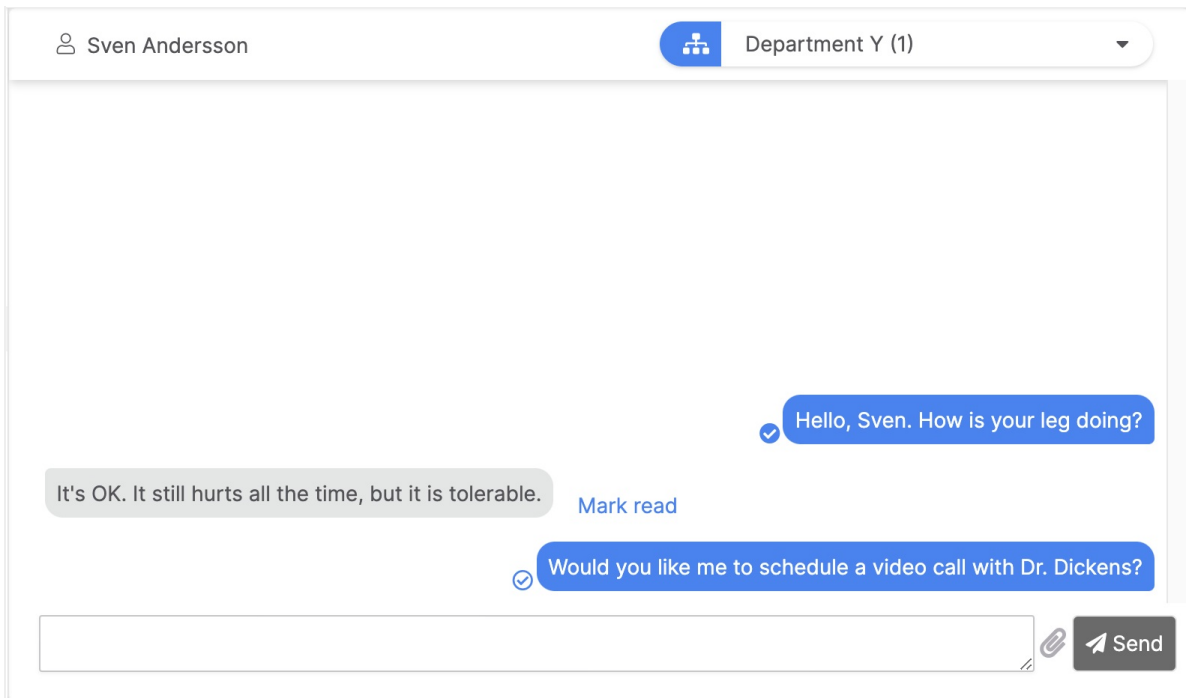 Sven Andersson
Department Y (1)
Hello, Sven. How is your leg doing?
It's OK. It still hurts all the time, but it is tolerable.
Mark read
Would you like me to schedule a video call with Dr. Dickens?
Send